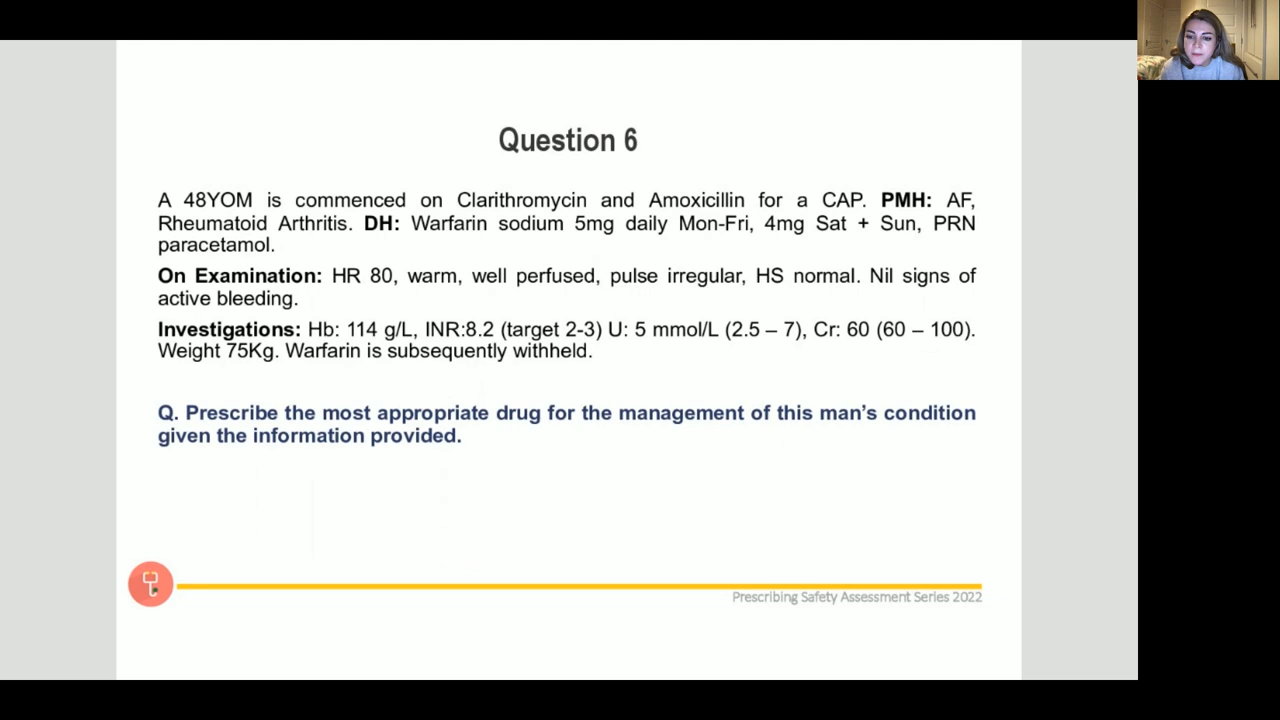 Question 6
A 48YOM is commenced on Clarithromycin and Amoxicillin for a CAP. PMH: AF,
Rheumatoid Arthritis. DH: Warfarin sodium 5mg daily Mon-Fri, 4mg Sat + Sun, PRN
paracetamol.
On Examination: HR 80, warm, well perfused, pulse irregular, HS normal. Nil signs of
active bleeding.
Investigations: Hb: 114 g/L, INR:8.2 (target 2-3) U: 5 mmol/L (2.5 – 7), Cr: 60 (60 – 100).
Weight 75Kg. Warfarin is subsequently withheld.
Q. Prescribe the most appropriate drug for the management of this man's condition
given the information provided.
Prescribing Safety Assessment Series 2022